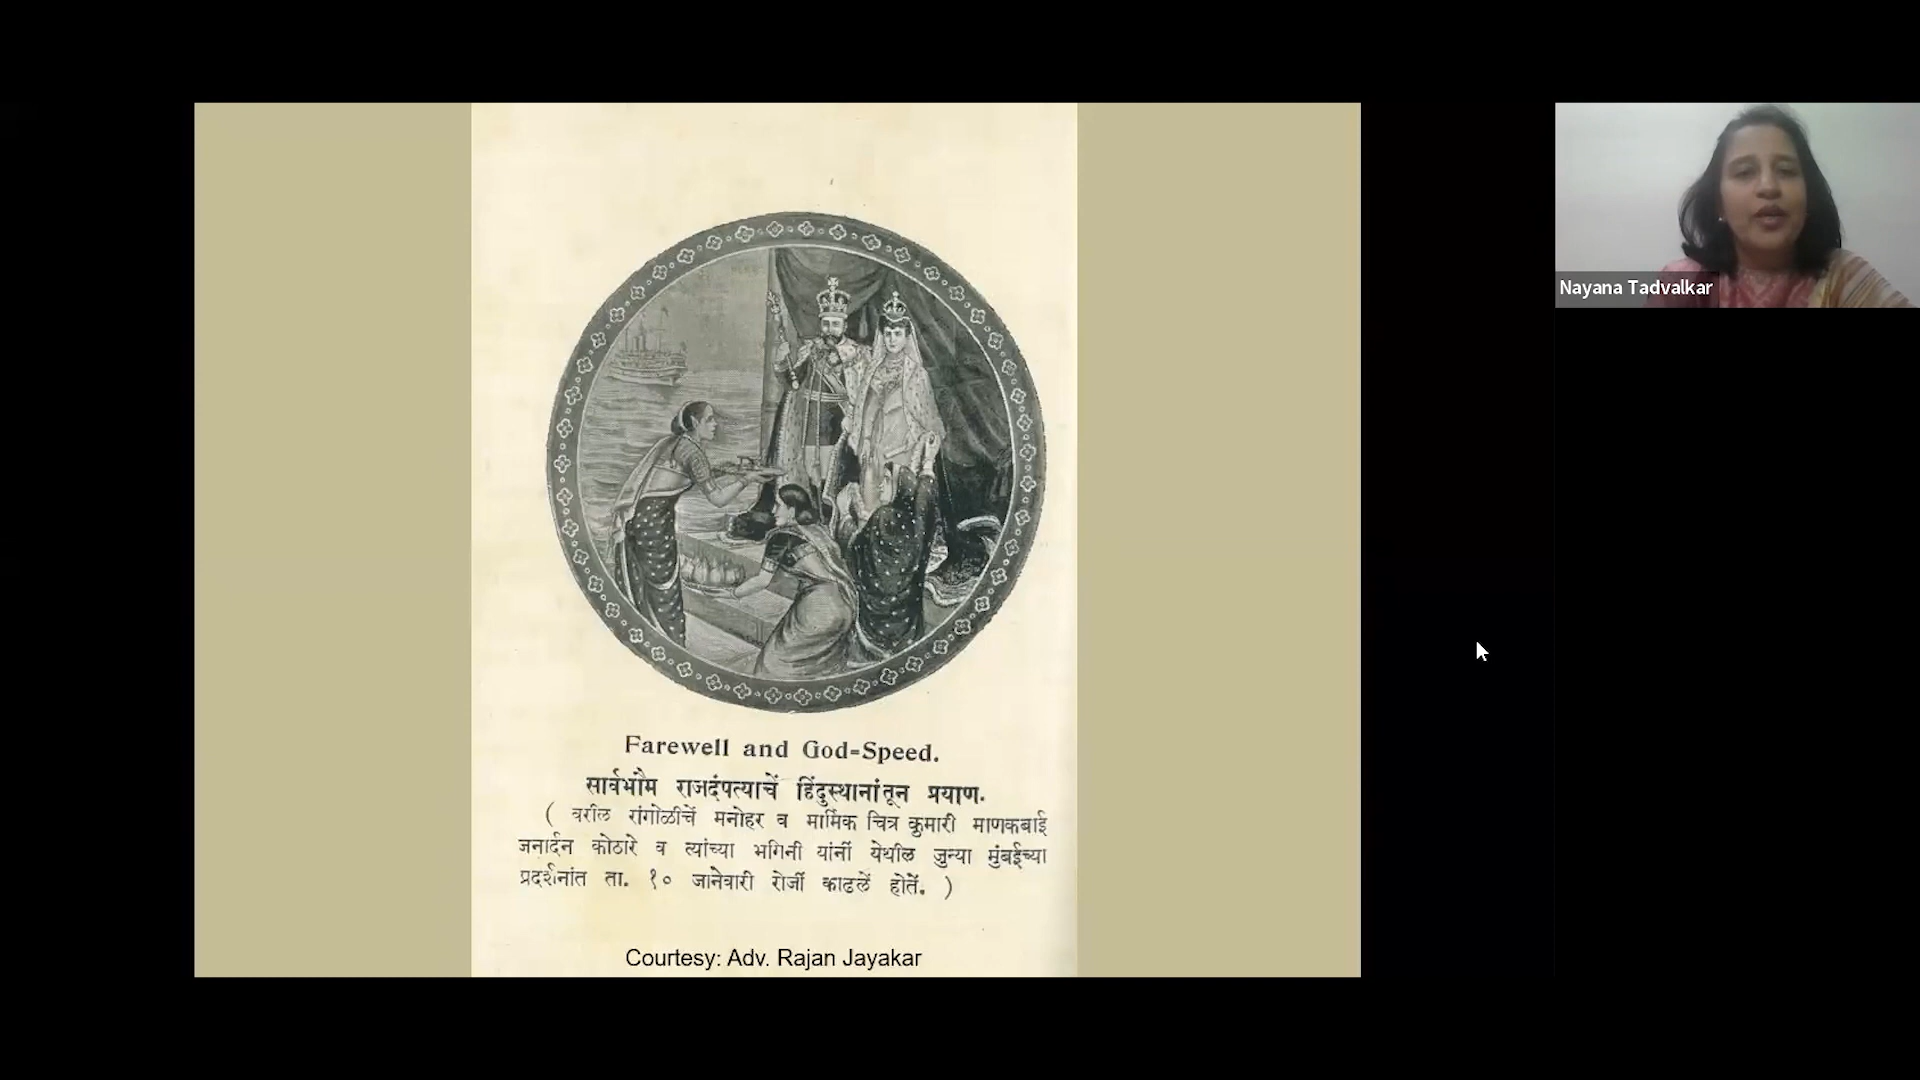 Farewell and God=Speed.
सार्वभौम राजदंपत्याचें हिंदुस्थानांतून प्रयाण.
( वरील रांगोळीचें मनोहर व मार्मिक चित्र कुमारी माणकबाई
जनार्दन कोठारे व त्यांच्या भगिनी यांनीं येथील जुन्या मुंबईच्या
प्रदर्शनांत ता. १० जानेवारी रोजीं काढलें होतें. )
Courtesy: Adv. Rajan Jayakar
Nayana Tadvalkar